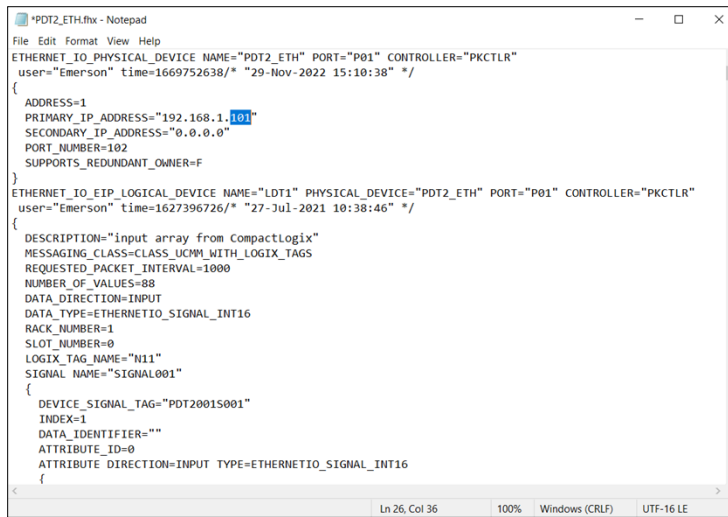 *PDT2_ETH.fhx - Notepad
File Edit Format View Help
ETHERNET_IO_PHYSICAL_DEVICE NAME="PDT2_ETH" PORT="P01" CONTROLLER="PKCTLR"
 user="Emerson" time=1669752638/* "29-Nov-2022 15:10:38" */
{
  ADDRESS=1
  PRIMARY_IP_ADDRESS="192.168.1.101"
  SECONDARY_IP_ADDRESS="0.0.0.0"
  PORT_NUMBER=102
  SUPPORTS_REDUNDANT_OWNER=F
}
ETHERNET_IO_EIP_LOGICAL_DEVICE NAME="LDT1" PHYSICAL_DEVICE="PDT2_ETH" PORT="P01" CONTROLLER="PKCTLR"
 user="Emerson" time=1627396726/* "27-Jul-2021 10:38:46" */
{
  DESCRIPTION="input array from CompactLogix"
  MESSAGING_CLASS=CLASS_UCMM_WITH_LOGIX_TAGS
  REQUESTED_PACKET_INTERVAL=1000
  NUMBER_OF_VALUES=88
  DATA_DIRECTION=INPUT
  DATA_TYPE=ETHERNETIO_SIGNAL_INT16
  RACK_NUMBER=1
  SLOT_NUMBER=0
  LOGIX_TAG_NAME="N11"
  SIGNAL NAME="SIGNAL001"
  {
    DEVICE_SIGNAL_TAG="PDT2001S001"
    INDEX=1
    DATA_IDENTIFIER=""
    ATTRIBUTE_ID=0
    ATTRIBUTE DIRECTION=INPUT TYPE=ETHERNETIO_SIGNAL_INT16
    {
Ln 26, Col 36 100% Windows (CRLF) UTF-16 LE